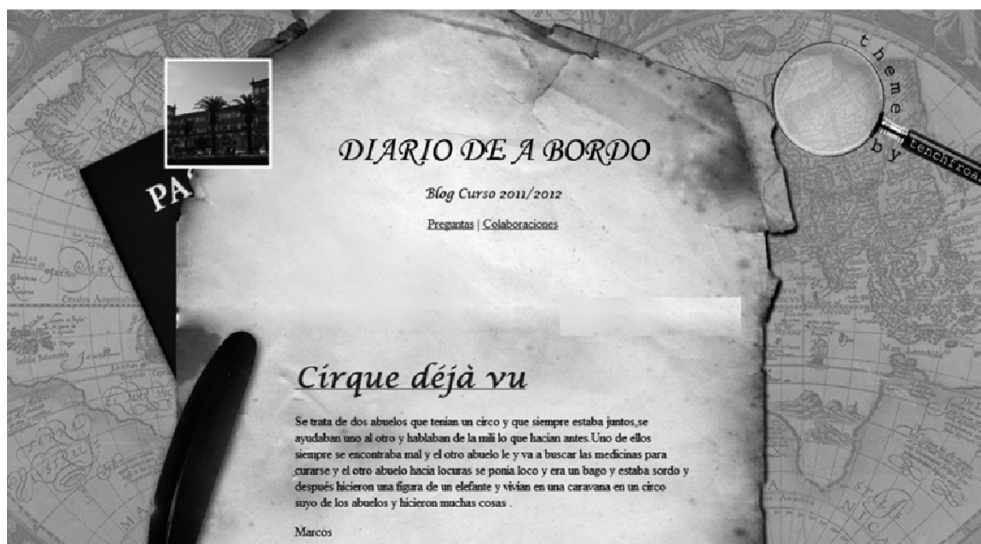 theme by
tenchfroas
PAS
DIARIO DE A BORDO
Blog Curso 2011/2012
Preguntas | Colaboraciones
Cirque déjà vu
Se trata de dos abuelos que tenian un circo y que siempre estaba juntos,se
ayudaban uno al otro y hablaban de la mili lo que hacian antes.Uno de ellos
siempre se encontraba mal y el otro abuelo le y va a buscar las medicinas para
curarse y el otro abuelo hacia locuras se ponia loco y era un bago y estaba sordo y
después hicieron una figura de un elefante y vivian en una caravana en un circo
suyo de los abuelos y hicieron muchas cosas .
Marcos